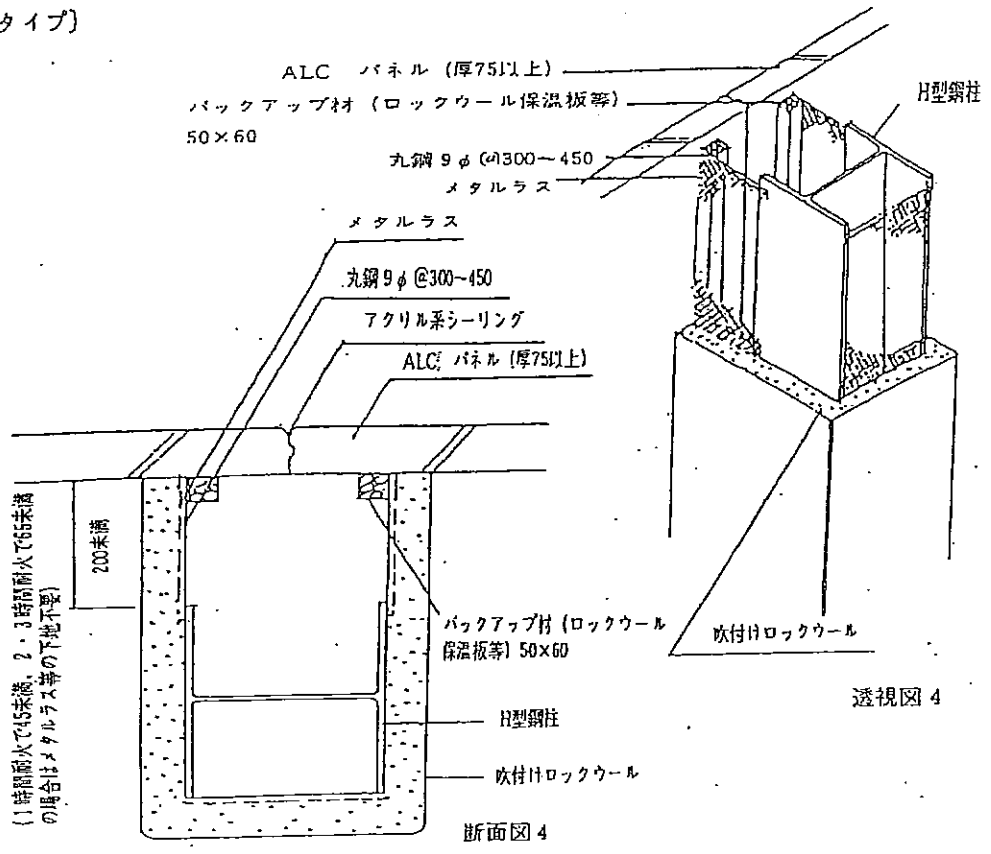 タイプ〕
ALC パネル (厚75以上)
バックアップ材 (ロックウール保温板等)
50×60
H型鋼柱
丸鋼 9φ @300～450
メタルラス
メタルラス
丸鋼 9φ @300~450
アクリル系シーリング
ALC パネル (厚75以上)
200未満
(1時間耐火で45未満、2・3時間耐火で65未満
の場合はメタルラス等の下地不要)
バックアップ材 (ロックウール
保温板等) 50×60
H型鋼柱
吹付けロックウール
断面図 4
吹付けロックウール
透視図 4